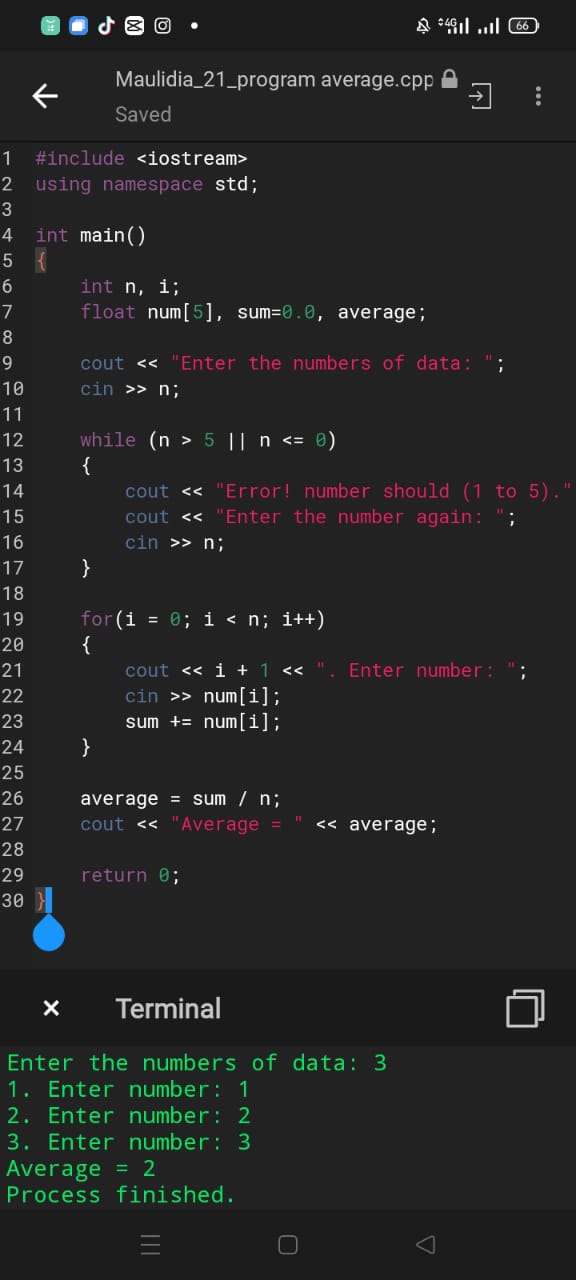 4G 66
Maulidia_21_program average.cpp
Saved
1 #include <iostream>
2 using namespace std;
3
4 int main()
5 {
6     int n, i;
7     float num[5], sum=0.0, average;
8
9     cout << "Enter the numbers of data: ";
10     cin >> n;
11
12     while (n > 5 || n <= 0)
13     {
14         cout << "Error! number should (1 to 5)."
15         cout << "Enter the number again: ";
16         cin >> n;
17     }
18
19     for(i = 0; i < n; i++)
20     {
21         cout << i + 1 << ". Enter number: ";
22         cin >> num[i];
23         sum += num[i];
24     }
25
26     average = sum / n;
27     cout << "Average = " << average;
28
29     return 0;
30 }
× Terminal
Enter the numbers of data: 3
1. Enter number: 1
2. Enter number: 2
3. Enter number: 3
Average = 2
Process finished.